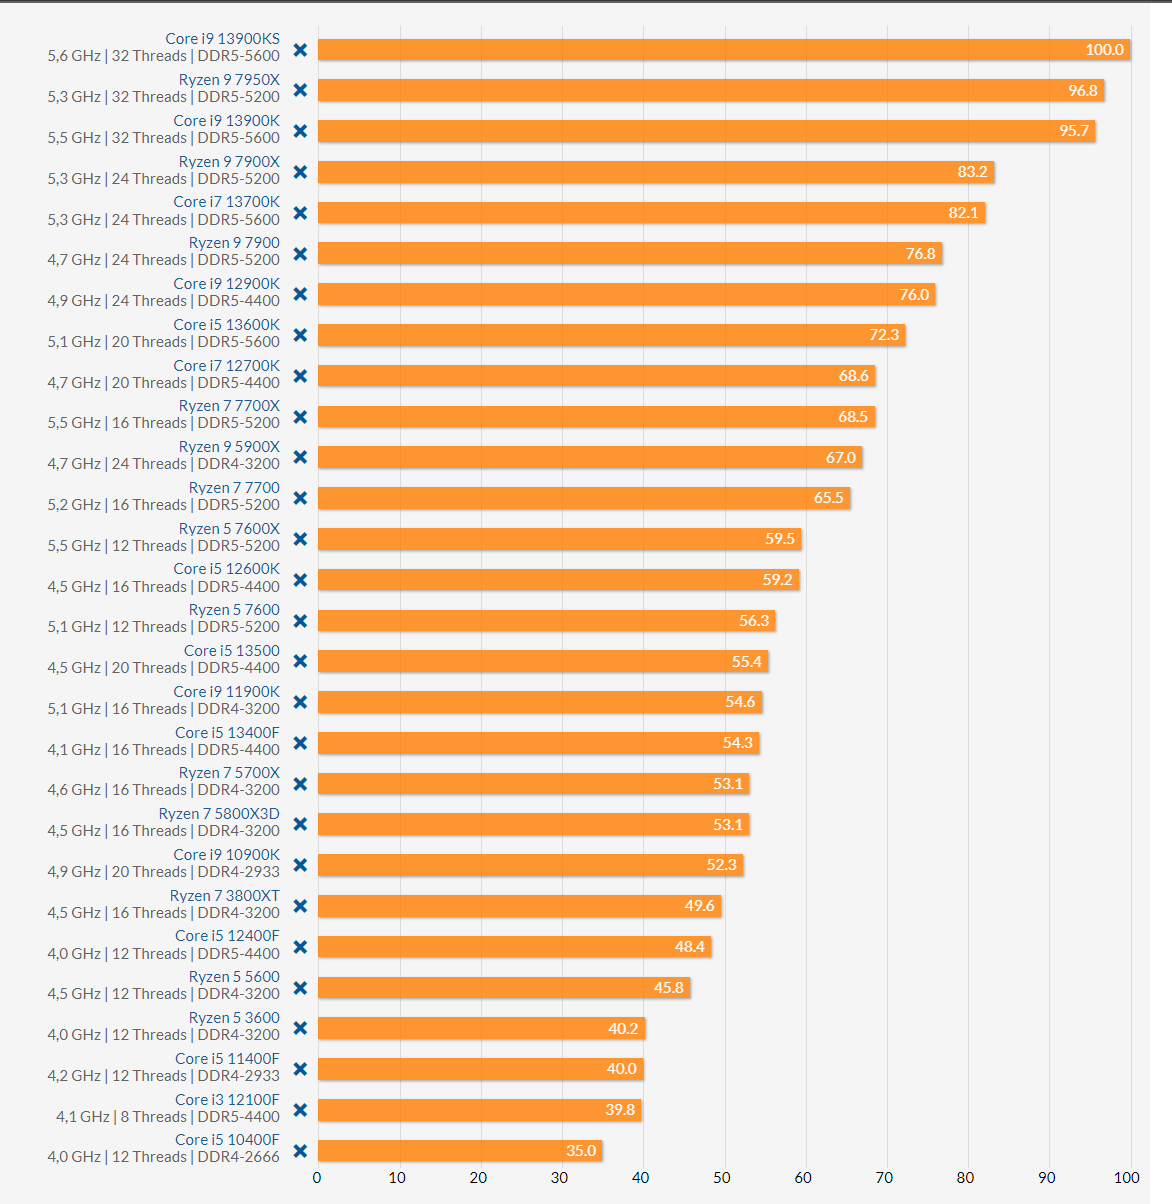 Core i9 13900KS
5,6 GHz | 32 Threads | DDR5-5600
100.0
Ryzen 9 7950X
5,3 GHz | 32 Threads | DDR5-5200
96.8
Core i9 13900K
5,5 GHz | 32 Threads | DDR5-5600
95.7
Ryzen 9 7900X
5,3 GHz | 24 Threads | DDR5-5200
83.2
Core i7 13700K
5,3 GHz | 24 Threads | DDR5-5600
82.1
Ryzen 9 7900
4,7 GHz | 24 Threads | DDR5-5200
76.8
Core i9 12900K
4,9 GHz | 24 Threads | DDR5-4400
76.0
Core i5 13600K
5,1 GHz | 20 Threads | DDR5-5600
72.3
Core i7 12700K
4,7 GHz | 20 Threads | DDR5-4400
68.6
Ryzen 7 7700X
5,5 GHz | 16 Threads | DDR5-5200
68.5
Ryzen 9 5900X
4,7 GHz | 24 Threads | DDR4-3200
67.0
Ryzen 7 7700
5,2 GHz | 16 Threads | DDR5-5200
65.5
Ryzen 5 7600X
5,5 GHz | 12 Threads | DDR5-5200
59.5
Core i5 12600K
4,5 GHz | 16 Threads | DDR5-4400
59.2
Ryzen 5 7600
5,1 GHz | 12 Threads | DDR5-5200
56.3
Core i5 13500
4,5 GHz | 20 Threads | DDR5-4400
55.4
Core i9 11900K
5,1 GHz | 16 Threads | DDR4-3200
54.6
Core i5 13400F
4,1 GHz | 16 Threads | DDR5-4400
54.3
Ryzen 7 5700X
4,6 GHz | 16 Threads | DDR4-3200
53.1
Ryzen 7 5800X3D
4,5 GHz | 16 Threads | DDR4-3200
53.1
Core i9 10900K
4,9 GHz | 20 Threads | DDR4-2933
52.3
Ryzen 7 3800XT
4,5 GHz | 16 Threads | DDR4-3200
49.6
Core i5 12400F
4,0 GHz | 12 Threads | DDR5-4400
48.4
Ryzen 5 5600
4,5 GHz | 12 Threads | DDR4-3200
45.8
Ryzen 5 3600
4,0 GHz | 12 Threads | DDR4-3200
40.2
Core i5 11400F
4,2 GHz | 12 Threads | DDR4-2933
40.0
Core i3 12100F
4,1 GHz | 8 Threads | DDR5-4400
39.8
Core i5 10400F
4,0 GHz | 12 Threads | DDR4-2666
35.0
0 10 20 30 40 50 60 70 80 90 100